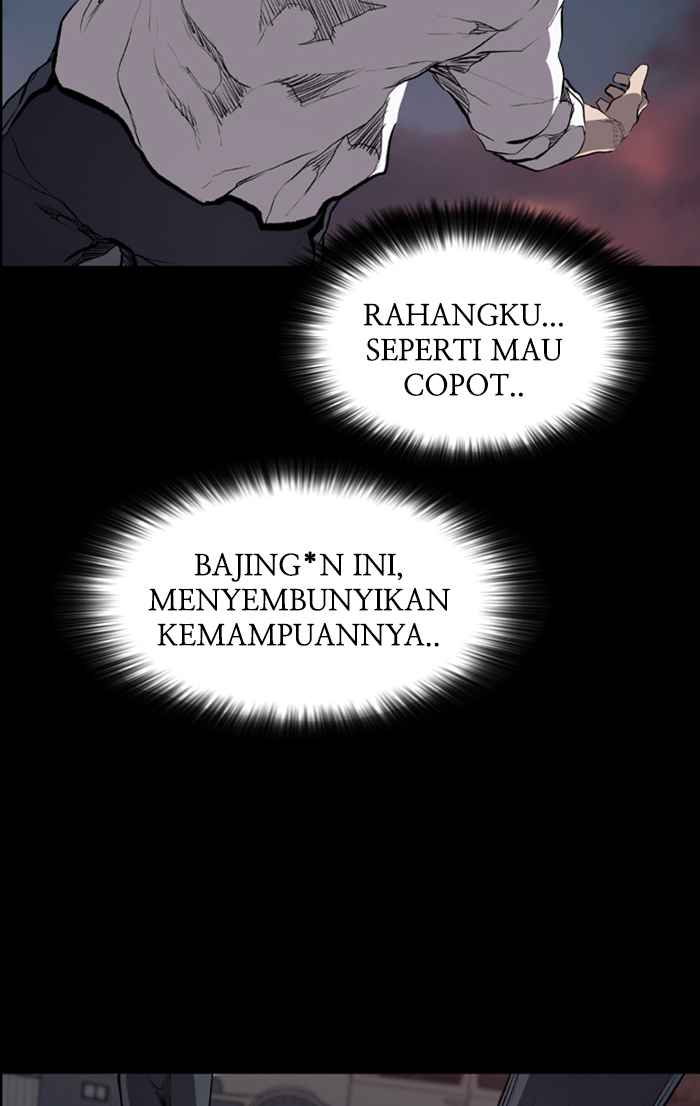 RAHANGKU...
SEPERTI MAU
COPOT..
BAJING*N INI,
MENYEMBUNYIKAN
KEMAMPUANNYA..